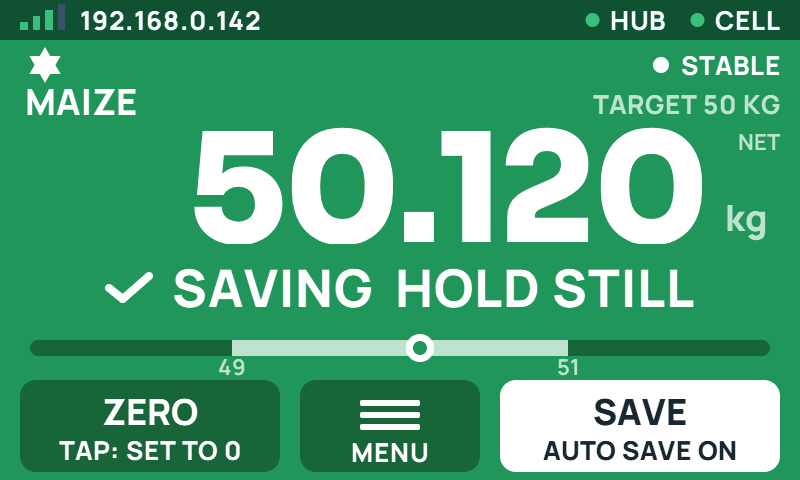 192.168.0.142
HUB
CELL
MAIZE
STABLE
TARGET 50 KG
NET
50.120
kg
SAVING HOLD STILL
49
51
ZERO
TAP: SET TO 0
MENU
SAVE
AUTO SAVE ON